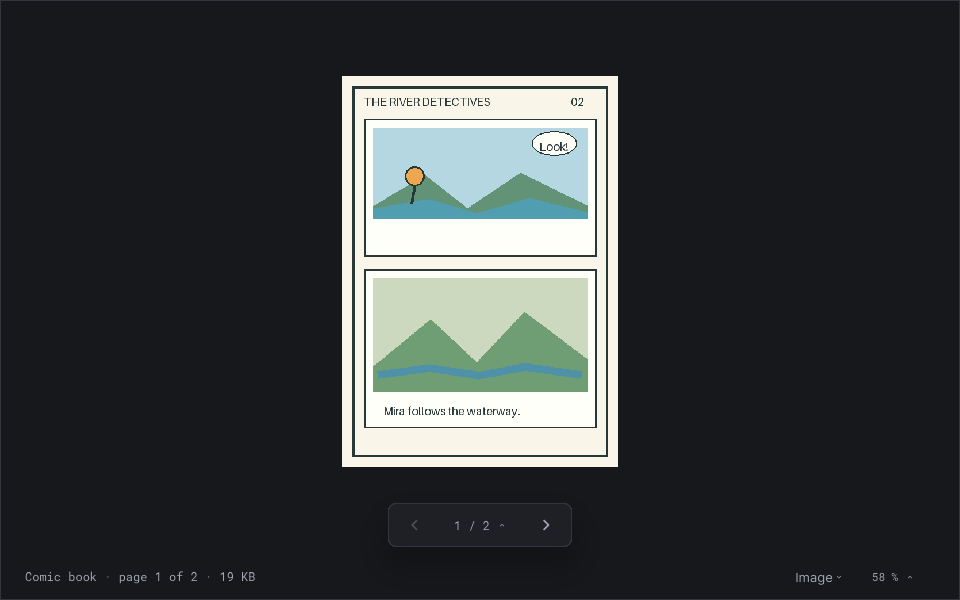 THE RIVER DETECTIVES 02
Look!
Mira follows the waterway.
1 / 2
Comic book · page 1 of 2 · 19 KB
Image
58 %